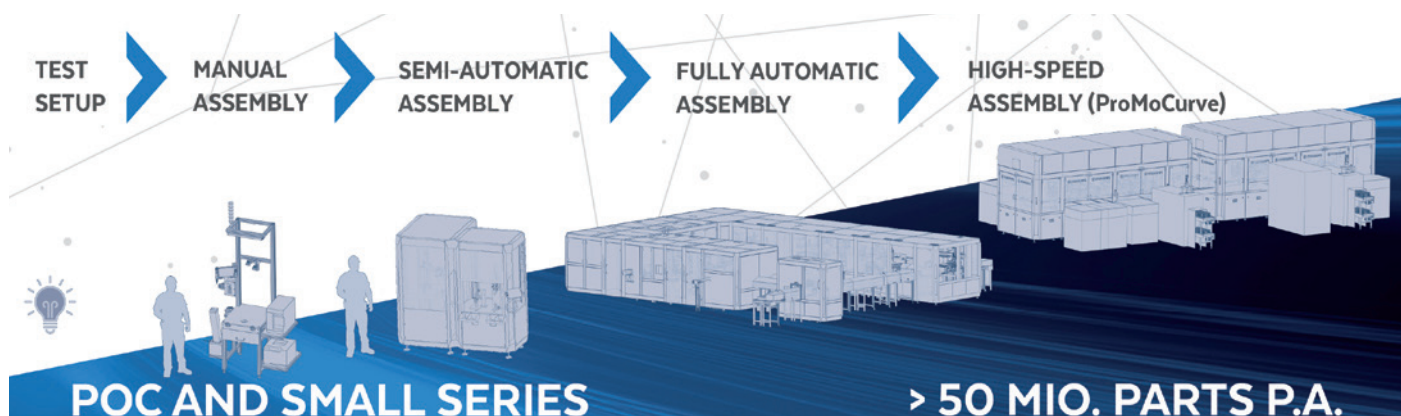 TEST
SETUP
MANUAL
ASSEMBLY
SEMI-AUTOMATIC
ASSEMBLY
FULLY AUTOMATIC
ASSEMBLY
HIGH-SPEED
ASSEMBLY (ProMoCurve)
POC AND SMALL SERIES
> 50 MIO. PARTS P.A.